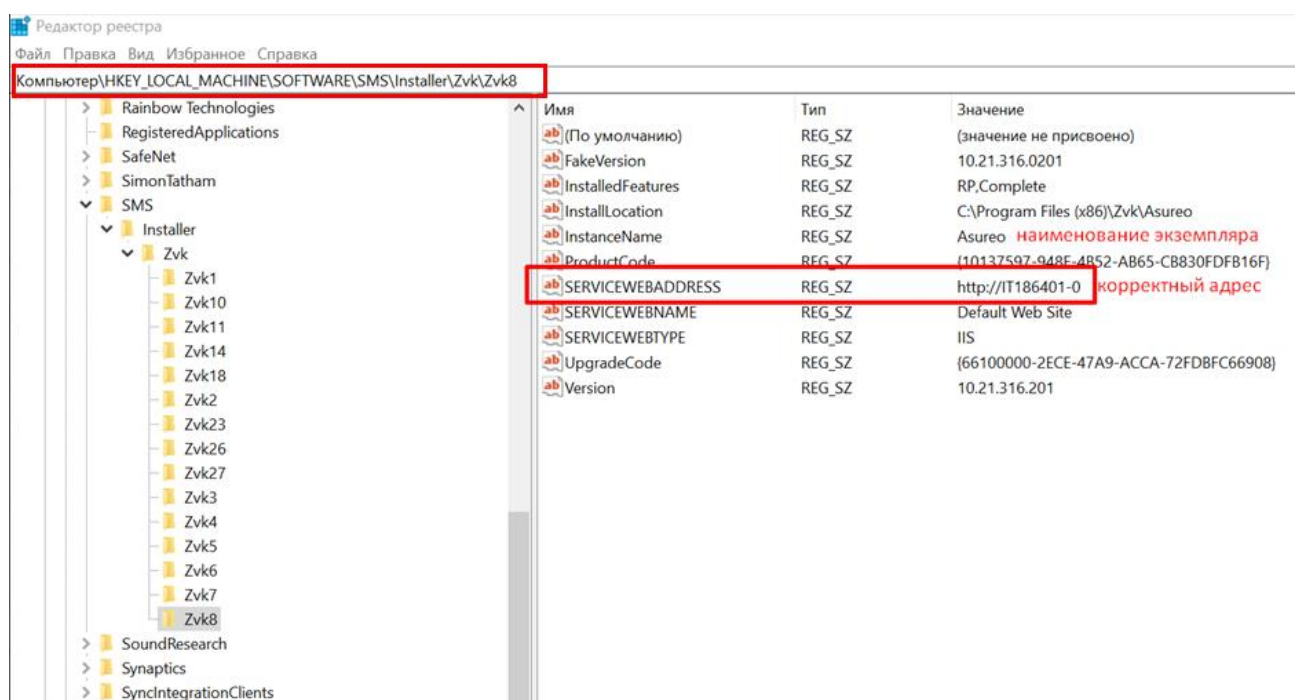 Редактор реестра
Файл Правка Вид Избранное Справка
Компьютер\HKEY_LOCAL_MACHINE\SOFTWARE\SMS\Installer\Zvk\Zvk8
Rainbow Technologies
RegisteredApplications
SafeNet
SimonTatham
SMS
Installer
Zvk
Zvk1
Zvk10
Zvk11
Zvk14
Zvk18
Zvk2
Zvk23
Zvk26
Zvk27
Zvk3
Zvk4
Zvk5
Zvk6
Zvk7
Zvk8
SoundResearch
Synaptics
SyncIntegrationClients
Имя Тип Значение
(По умолчанию) REG_SZ (значение не присвоено)
FakeVersion REG_SZ 10.21.316.0201
InstalledFeatures REG_SZ RP,Complete
InstallLocation REG_SZ C:\Program Files (x86)\Zvk\Asureo
InstanceName REG_SZ Asureo наименование экземпляра
ProductCode REG_SZ {10137597-948F-4B52-AB65-CB830FDFB16F}
SERVICEWEBADDRESS REG_SZ http://IT186401-0 корректный адрес
SERVICEWEBNAME REG_SZ Default Web Site
SERVICEWEBTYPE REG_SZ IIS
UpgradeCode REG_SZ {66100000-2ECE-47A9-ACCA-72FDBFC66908}
Version REG_SZ 10.21.316.201